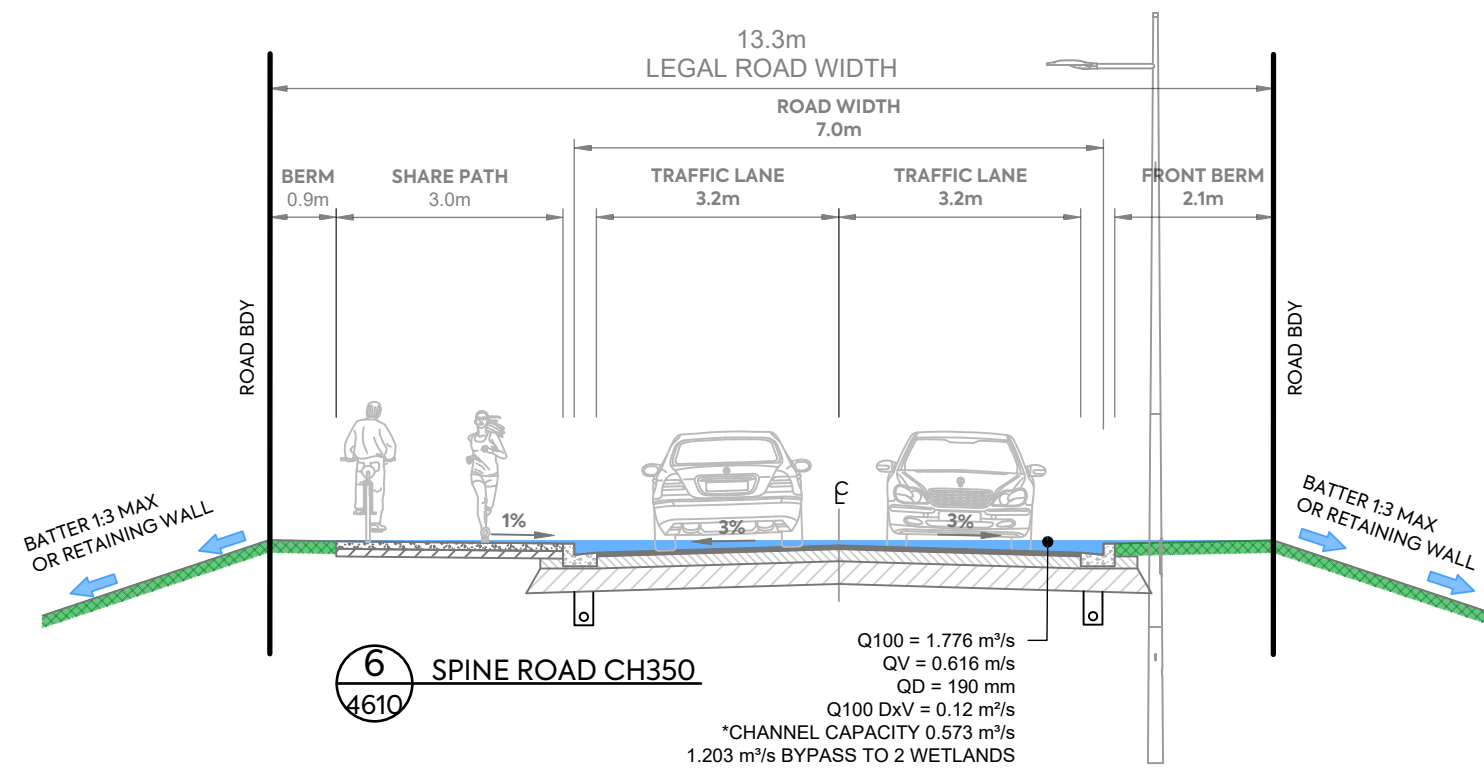 13.3m
LEGAL ROAD WIDTH
ROAD WIDTH
7.0m
BERM
0.9m
SHARE PATH
3.0m
TRAFFIC LANE
3.2m
TRAFFIC LANE
3.2m
FRONT BERM
2.1m
ROAD BDY
ROAD BDY
BATTER 1:3 MAX
OR RETAINING WALL
BATTER 1:3 MAX
OR RETAINING WALL
1%
3%
3%
6
4610
SPINE ROAD CH350
Q100 = 1.776 m³/s
QV = 0.616 m/s
QD = 190 mm
Q100 DxV = 0.12 m²/s
*CHANNEL CAPACITY 0.573 m³/s
1.203 m³/s BYPASS TO 2 WETLANDS